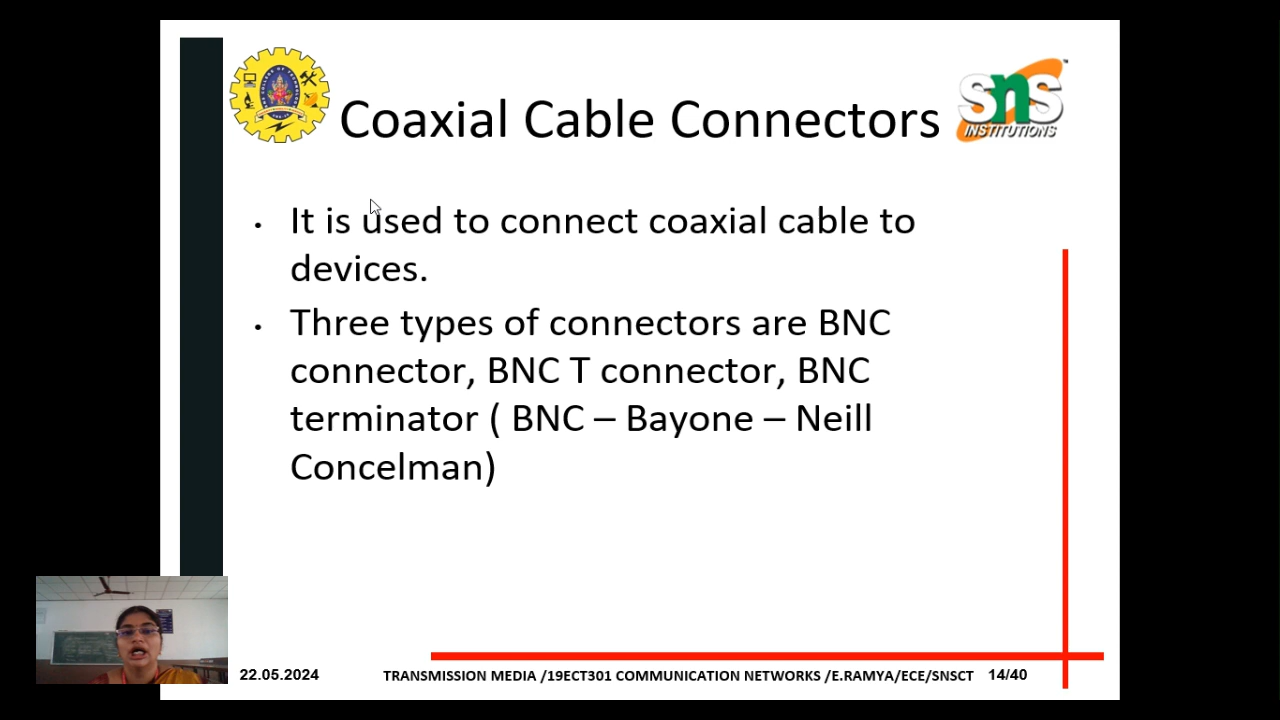 Coaxial Cable Connectors
SnS
INSTITUTIONS
• It is used to connect coaxial cable to
devices.
• Three types of connectors are BNC
connector, BNC T connector, BNC
terminator ( BNC – Bayone – Neill
Concelman)
22.05.2024 TRANSMISSION MEDIA /19ECT301 COMMUNICATION NETWORKS /E.RAMYA/ECE/SNSCT 14/40